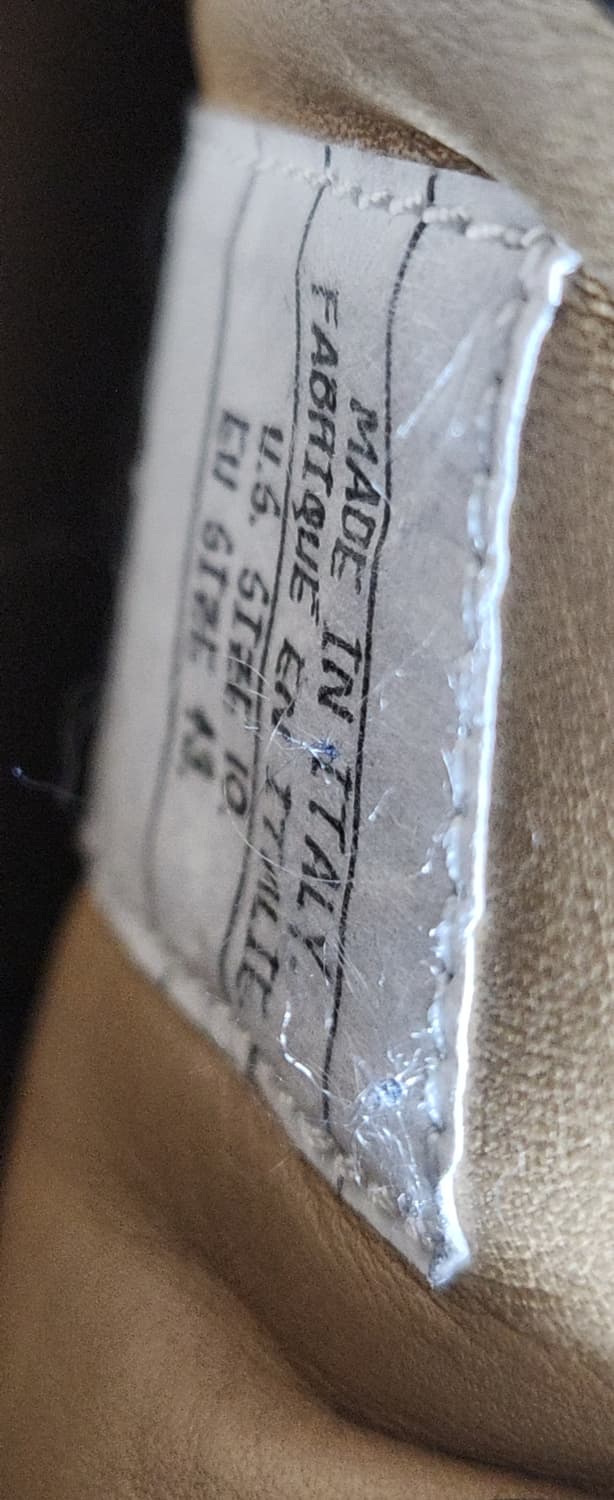 MADE IN ITALY.
FABRIQUE EN ITALIE
U.S. SIZE 10.
EU SIZE 43.